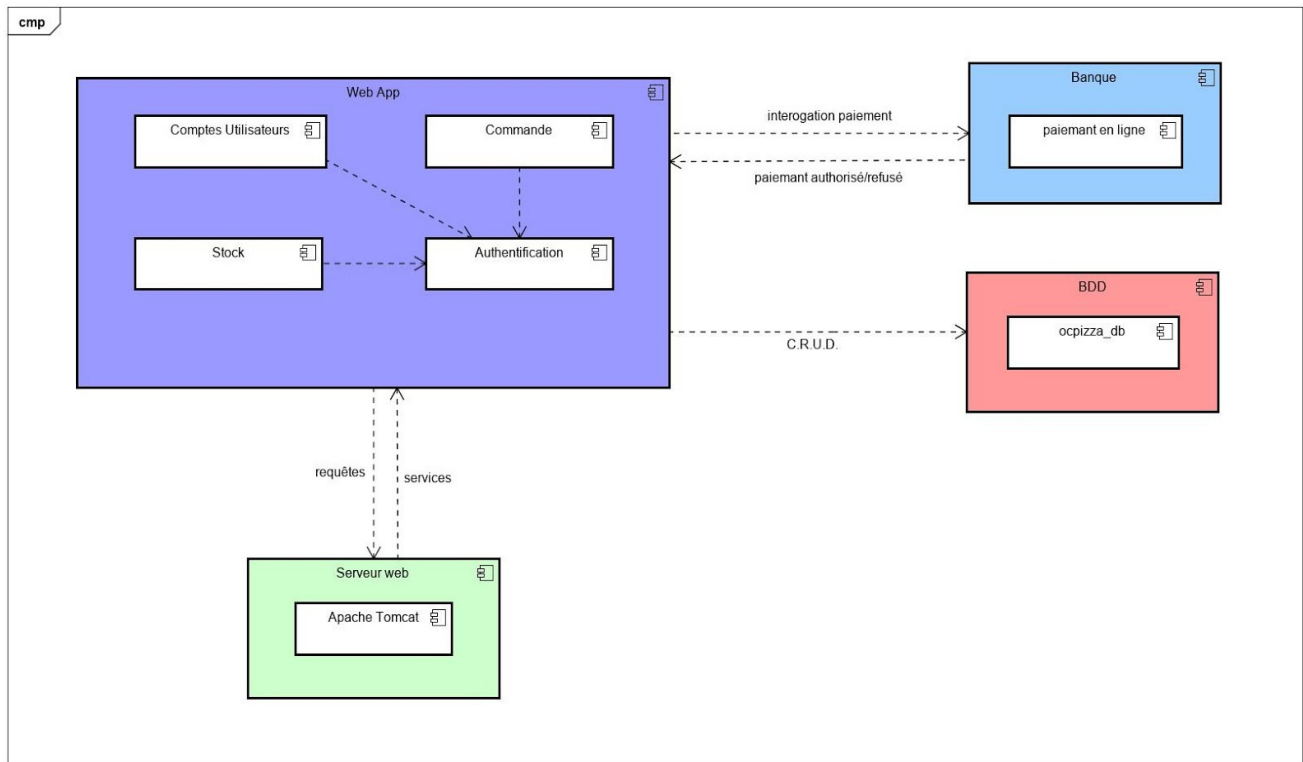 cmp
Web App
Comptes Utilisateurs
Commande
Stock
Authentification
interogation paiement
paiemant authorisé/refusé
Banque
paiemant en ligne
BDD
ocpizza_db
C.R.U.D.
requêtes
services
Serveur web
Apache Tomcat